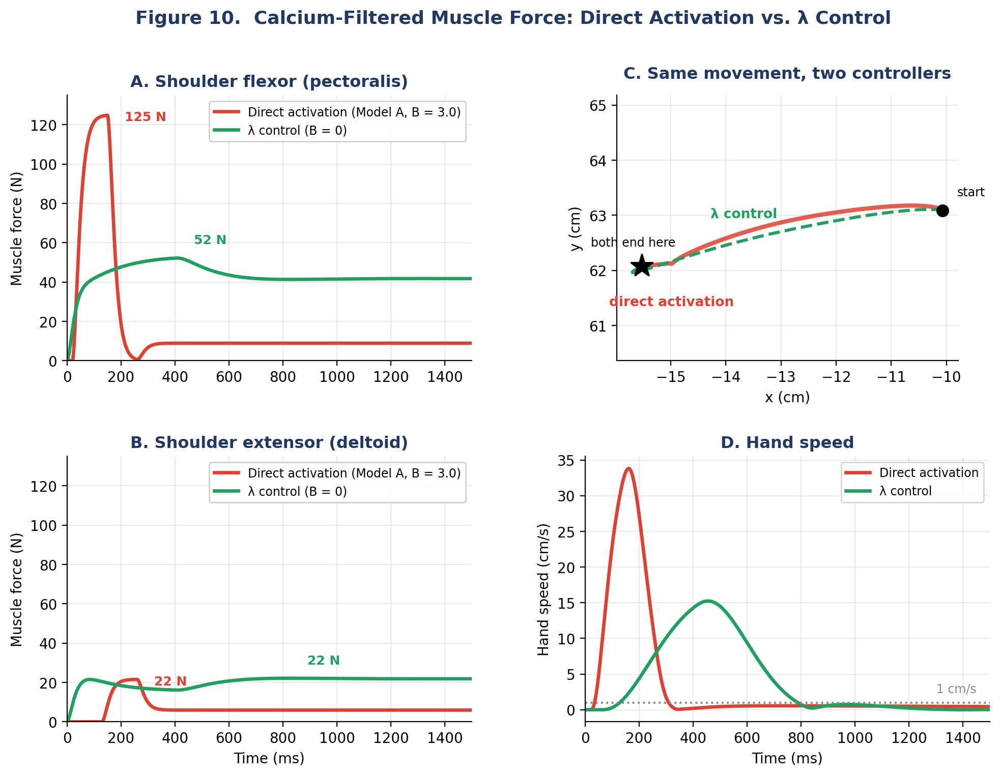 Figure 10.  Calcium-Filtered Muscle Force: Direct Activation vs. λ Control
A. Shoulder flexor (pectoralis)
Muscle force (N)
120
100
80
60
40
20
0
0 200 400 600 800 1000 1200 1400
Direct activation (Model A, B = 3.0)
λ control (B = 0)
125 N
52 N
C. Same movement, two controllers
y (cm)
65
64
63
62
61
−15 −14 −13 −12 −11 −10
x (cm)
start
λ control
both end here
direct activation
B. Shoulder extensor (deltoid)
Muscle force (N)
120
100
80
60
40
20
0
0 200 400 600 800 1000 1200 1400
Time (ms)
Direct activation (Model A, B = 3.0)
λ control (B = 0)
22 N
22 N
D. Hand speed
Hand speed (cm/s)
35
30
25
20
15
10
5
0
0 200 400 600 800 1000 1200 1400
Time (ms)
Direct activation
λ control
1 cm/s